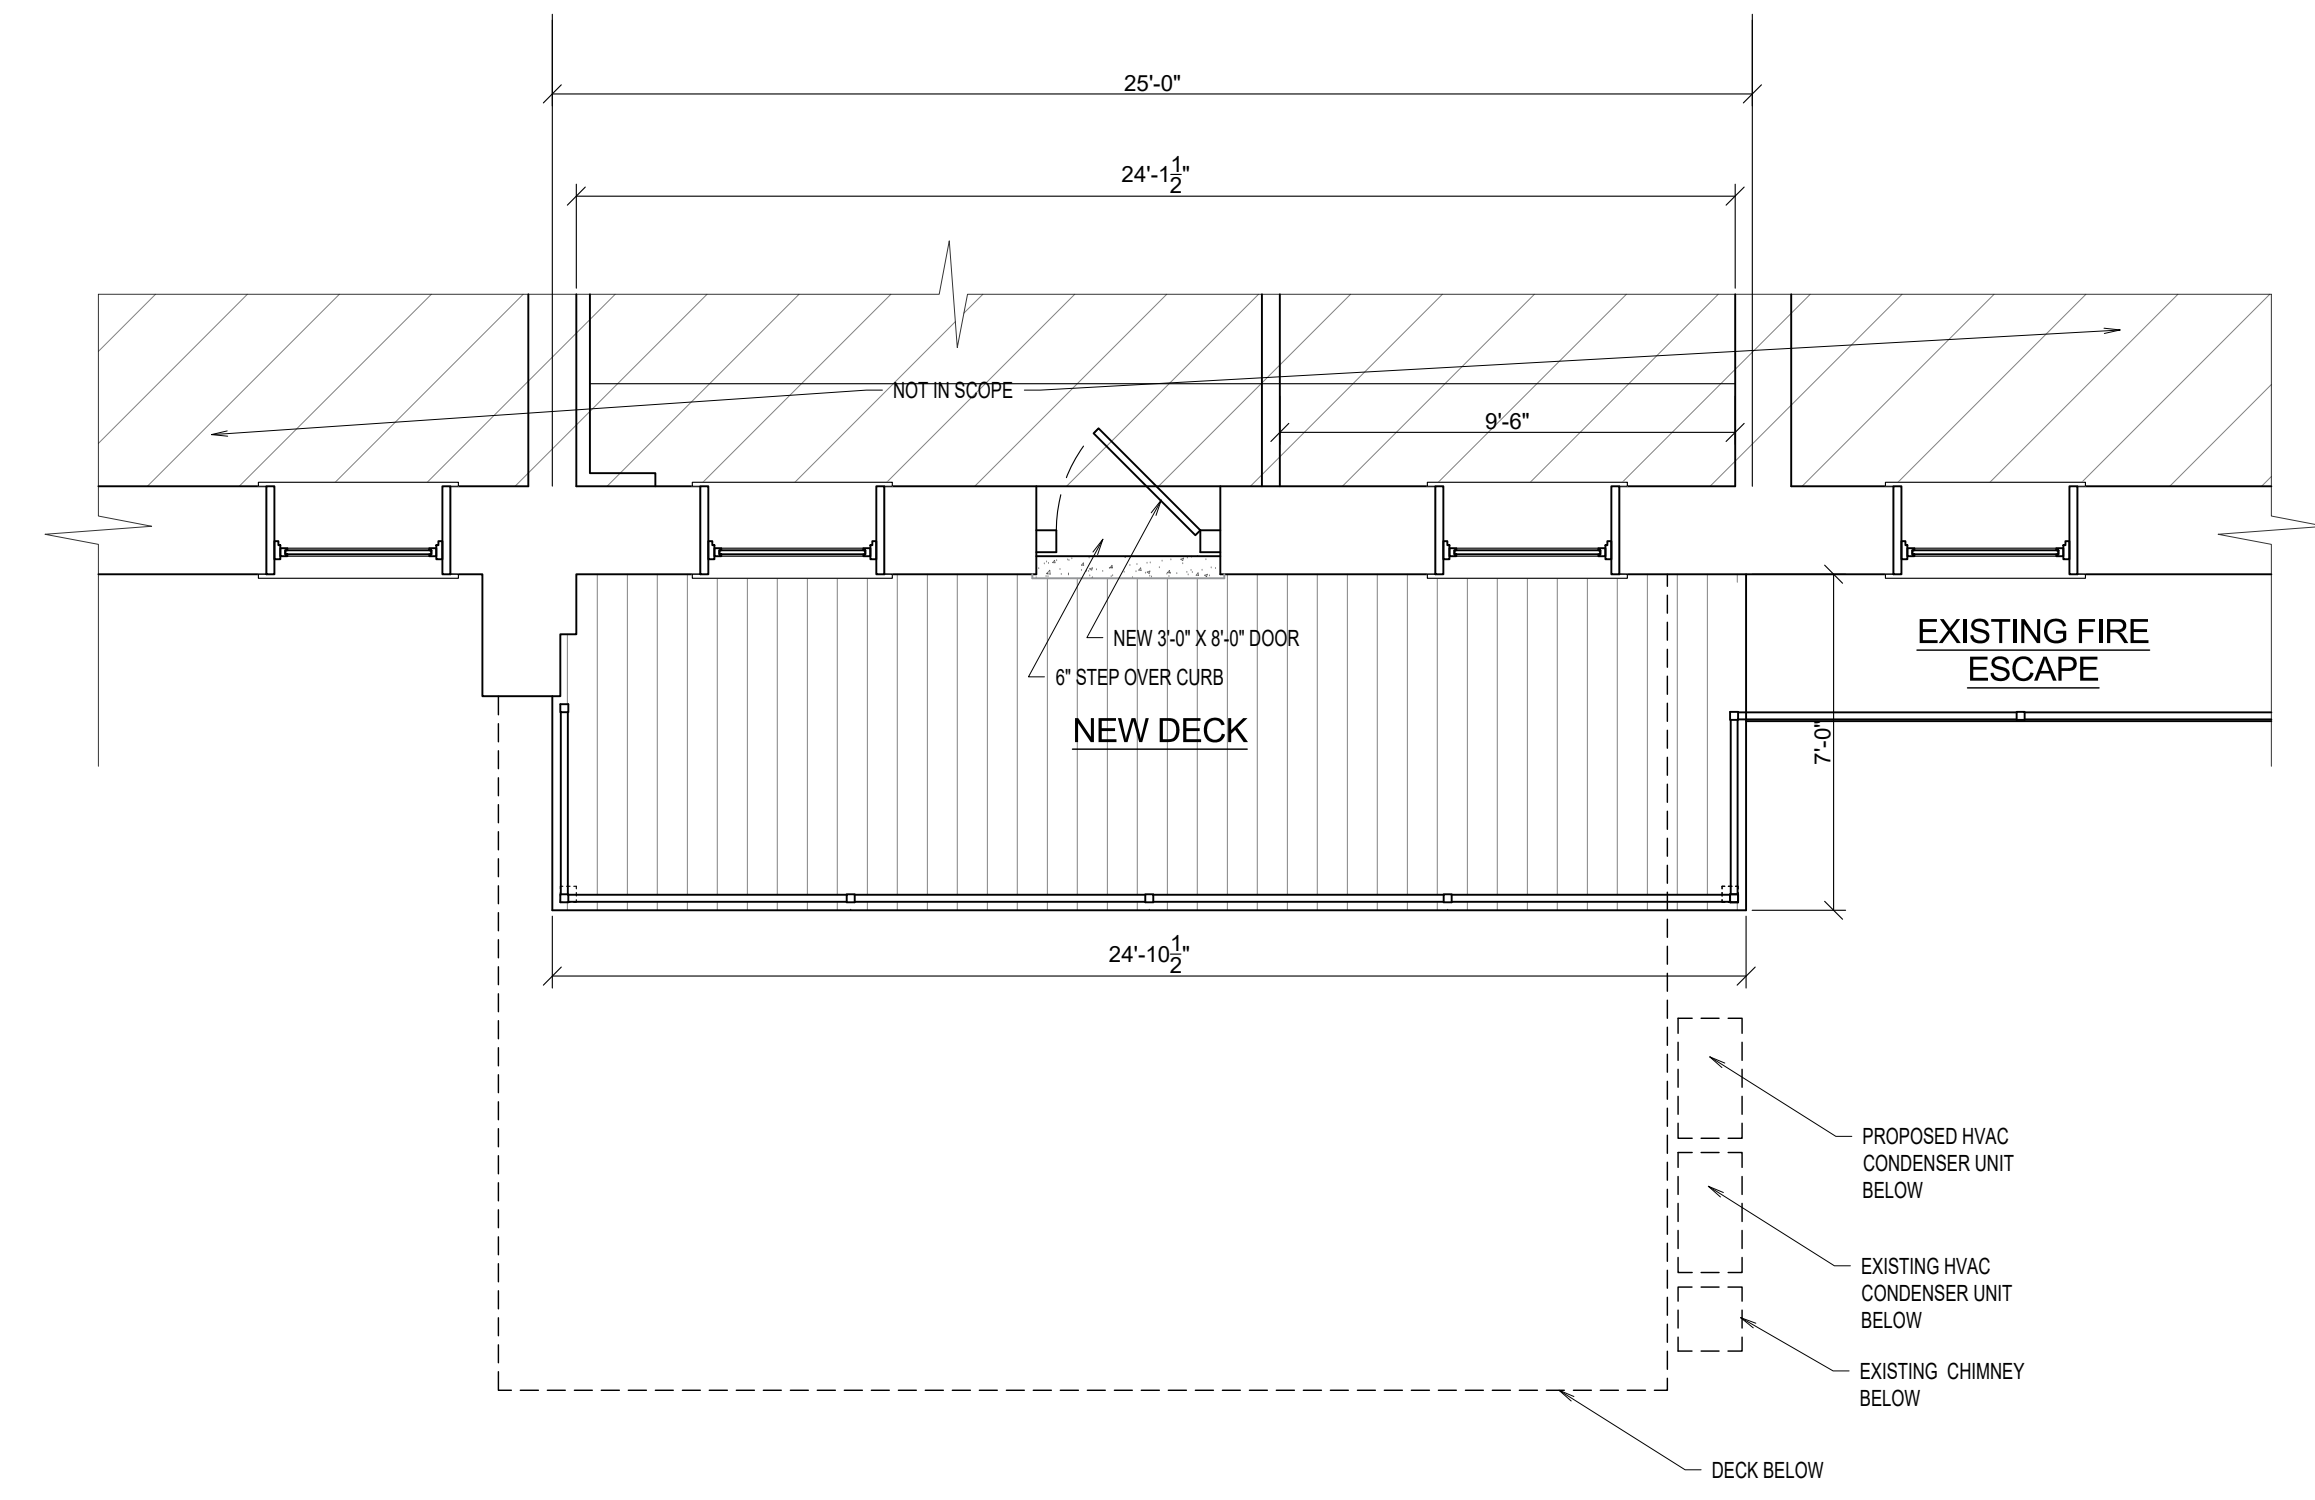 25'-0"
24'-1 1/2"
NOT IN SCOPE
9'-6"
NEW 3'-0" X 8'-0" DOOR
6" STEP OVER CURB
NEW DECK
EXISTING FIRE
ESCAPE
7'-0"
24'-10 1/2"
PROPOSED HVAC
CONDENSER UNIT
BELOW
EXISTING HVAC
CONDENSER UNIT
BELOW
EXISTING CHIMNEY
BELOW
DECK BELOW